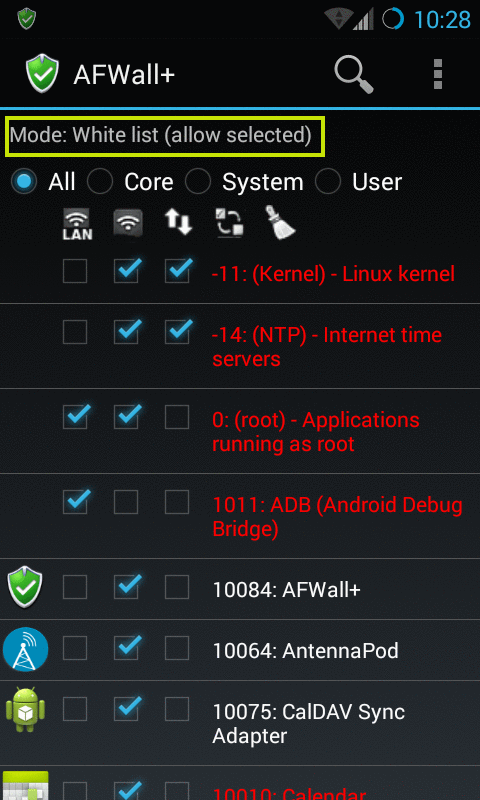 10:28
AFWall+
Mode: White list (allow selected)
All Core System User
LAN
-11: (Kernel) - Linux kernel
-14: (NTP) - Internet time
servers
0: (root) - Applications
running as root
1011: ADB (Android Debug
Bridge)
10084: AFWall+
10064: AntennaPod
10075: CalDAV Sync
Adapter
10010: Calendar